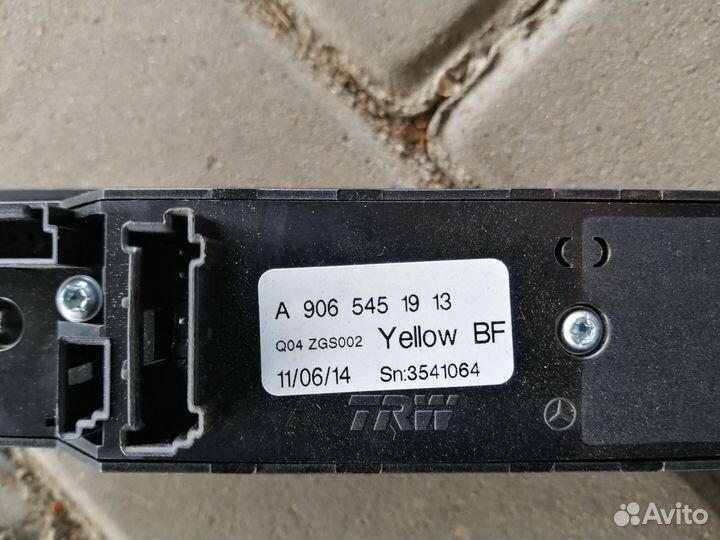 A 906 545 19 13
Q04 ZGS002 Yellow BF
11/06/14 Sn:3541064
TRW
Avito